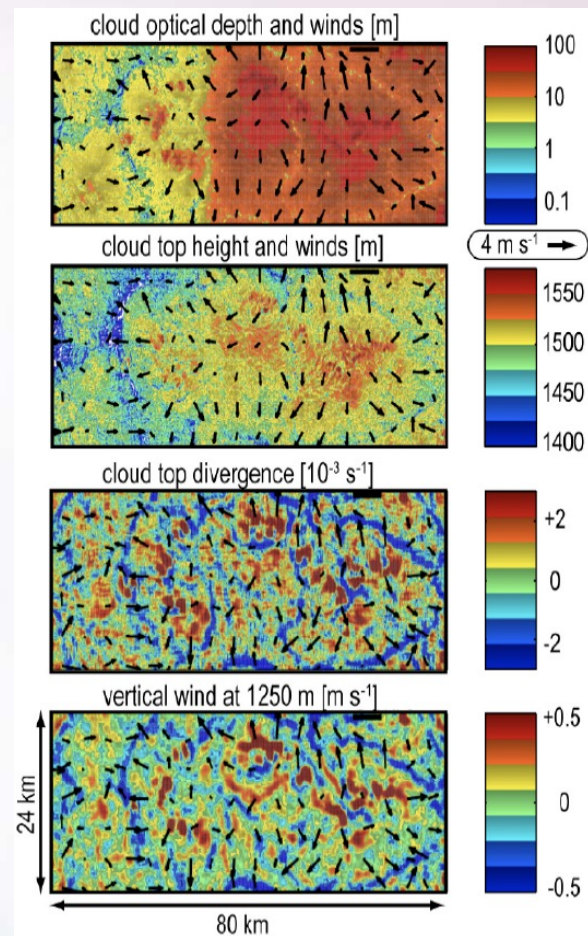 cloud optical depth and winds [m]
100
10
1
0.1
4 m s⁻¹
cloud top height and winds [m]
1550
1500
1450
1400
cloud top divergence [10⁻³ s⁻¹]
+2
0
-2
vertical wind at 1250 m [m s⁻¹]
+0.5
0
-0.5
24 km
80 km